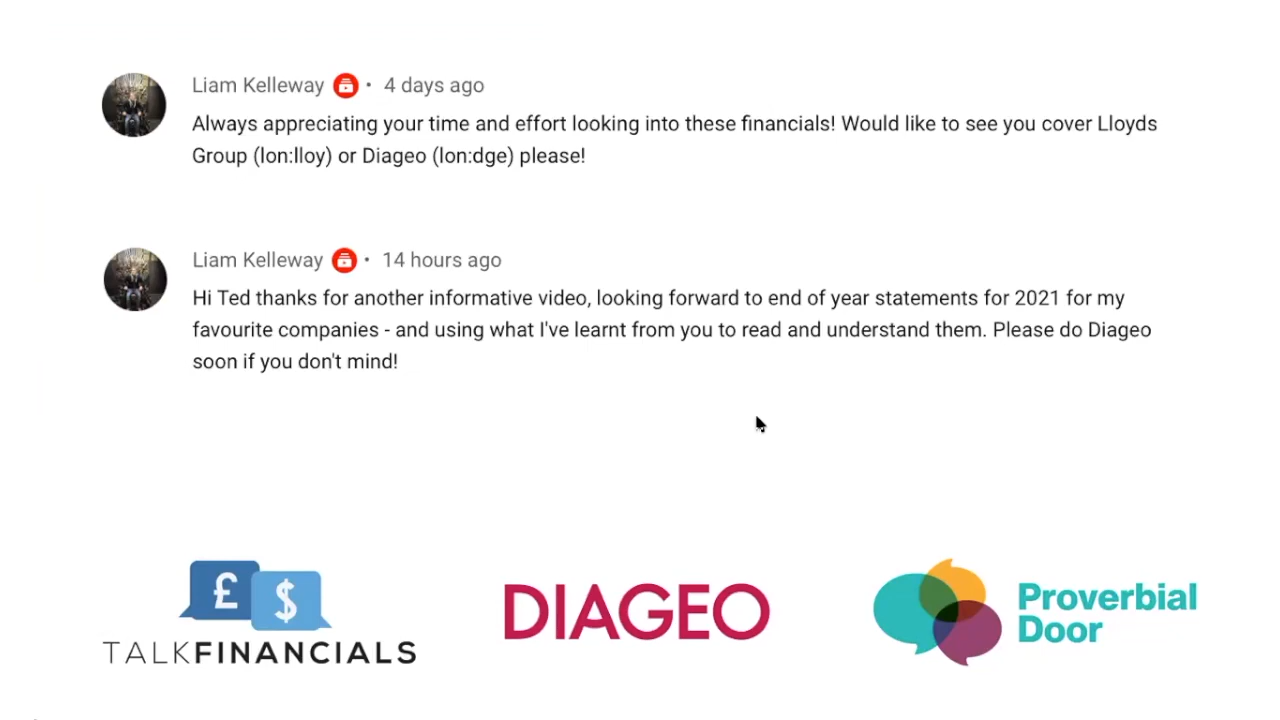 Liam Kelleway • 4 days ago
Always appreciating your time and effort looking into these financials! Would like to see you cover Lloyds
Group (lon:lloy) or Diageo (lon:dge) please!
Liam Kelleway • 14 hours ago
Hi Ted thanks for another informative video, looking forward to end of year statements for 2021 for my
favourite companies - and using what I've learnt from you to read and understand them. Please do Diageo
soon if you don't mind!
£ $
TALKFINANCIALS
DIAGEO
Proverbial
Door